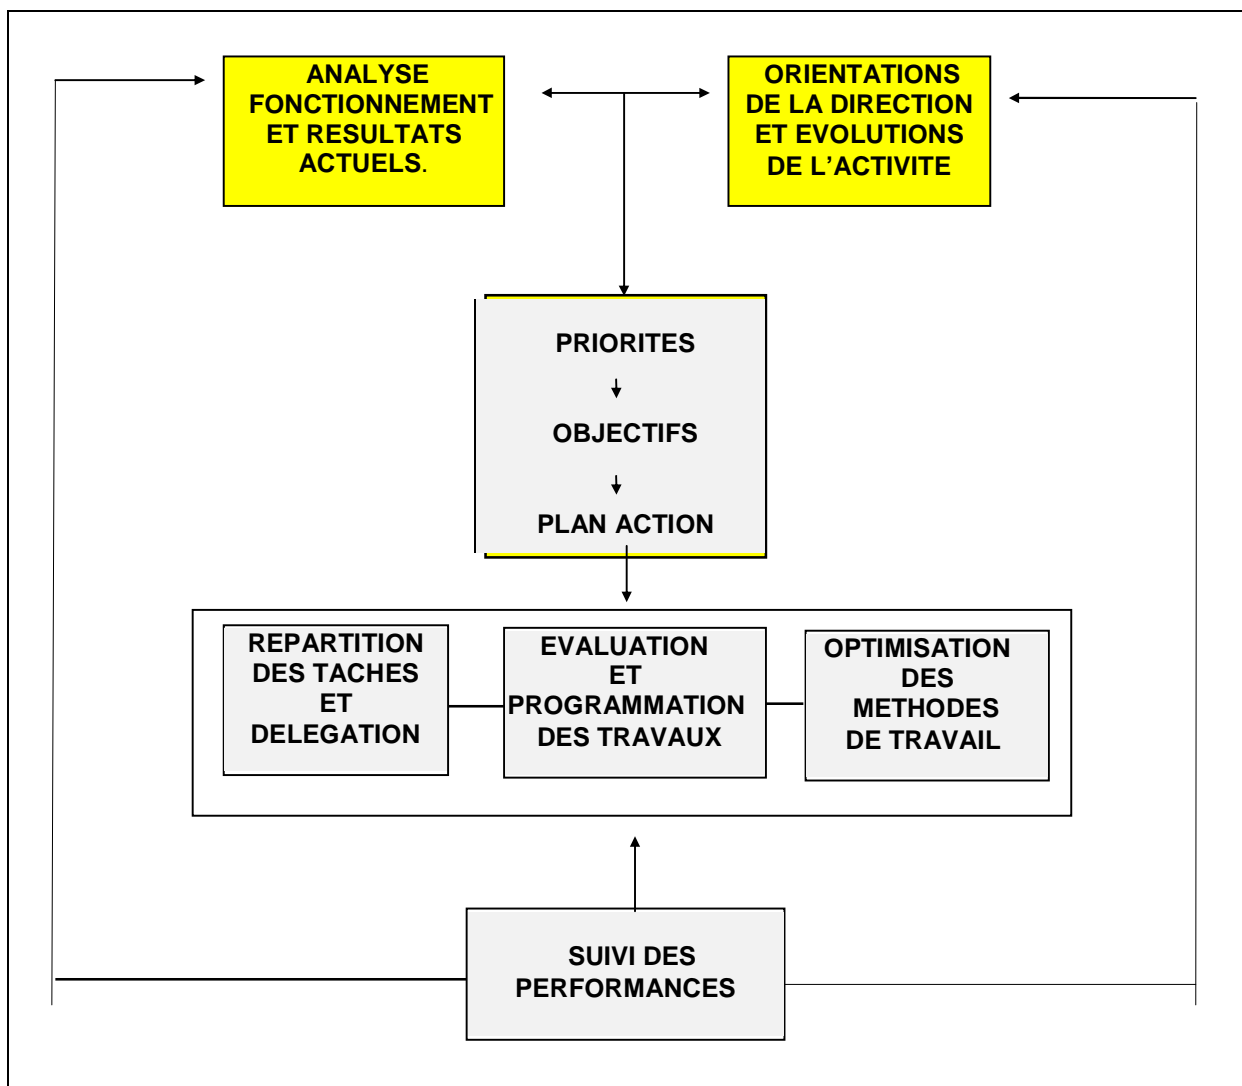 ANALYSE
FONCTIONNEMENT
ET RESULTATS
ACTUELS.
ORIENTATIONS
DE LA DIRECTION
ET EVOLUTIONS
DE L’ACTIVITE
PRIORITES
OBJECTIFS
PLAN ACTION
REPARTITION
DES TACHES
ET
DELEGATION
EVALUATION
ET
PROGRAMMATION
DES TRAVAUX
OPTIMISATION
DES
METHODES
DE TRAVAIL
SUIVI DES
PERFORMANCES